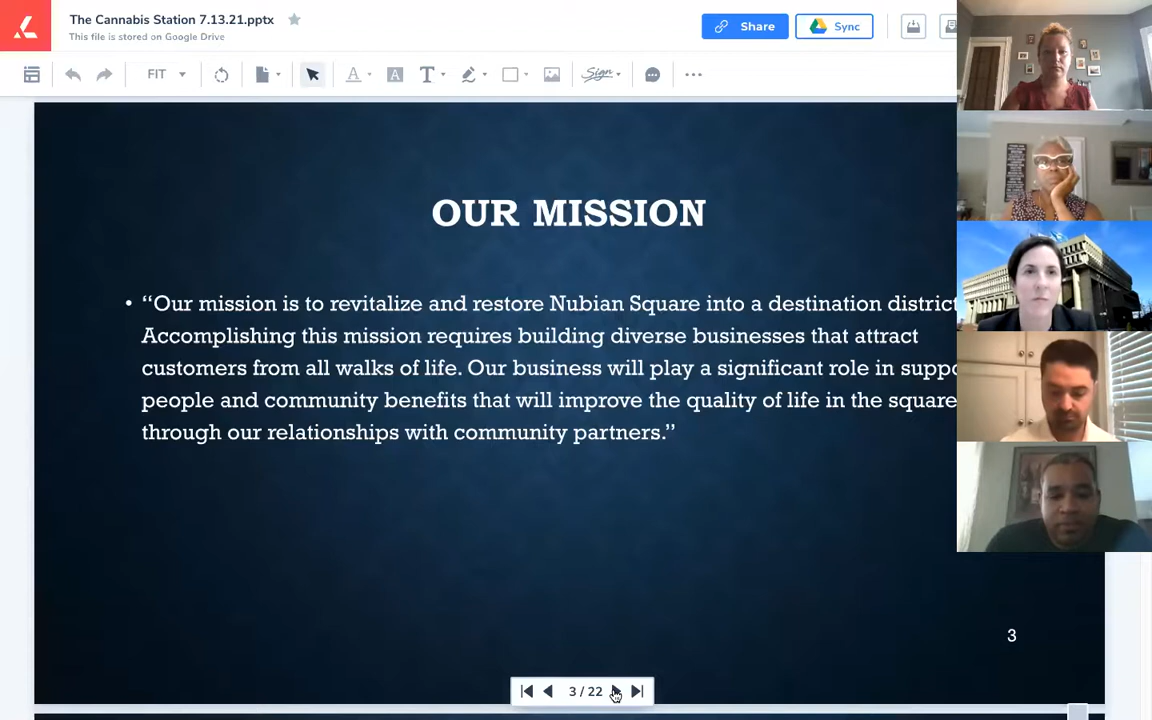 The Cannabis Station 7.13.21.pptx
This file is stored on Google Drive
Share
Sync
FIT
A
A
T
Sign
OUR MISSION
• “Our mission is to revitalize and restore Nubian Square into a destination district
Accomplishing this mission requires building diverse businesses that attract
customers from all walks of life. Our business will play a significant role in
people and community benefits that will improve the quality of life in the square
through our relationships with community partners.”
3
3 / 22